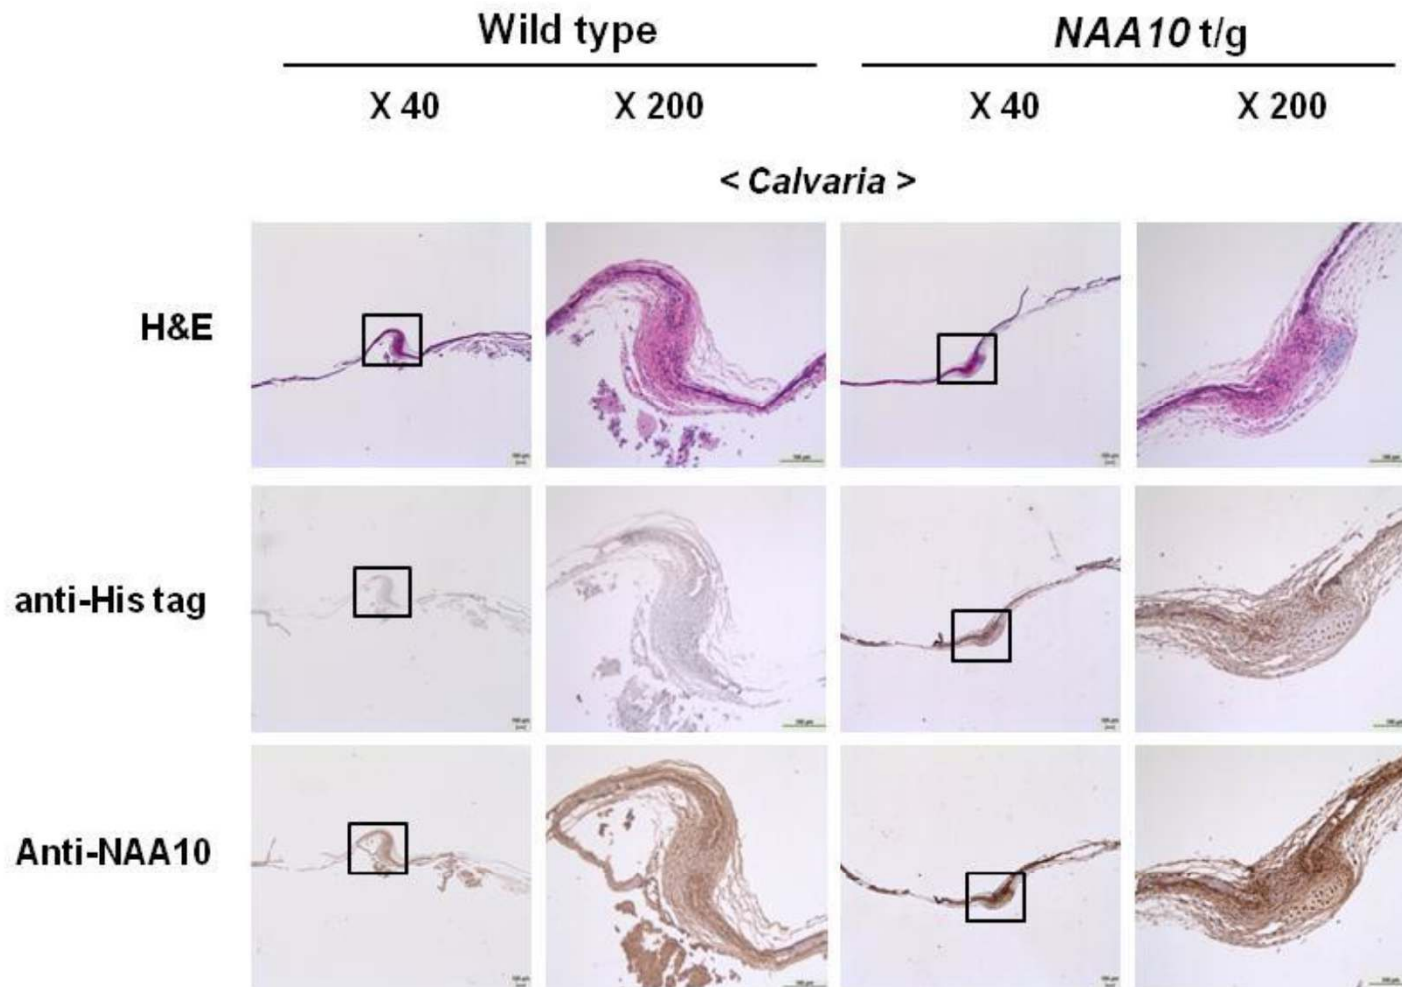 Wild type NAA10 t/g
X 40 X 200 X 40 X 200
< Calvaria >
H&E
anti-His tag
Anti-NAA10